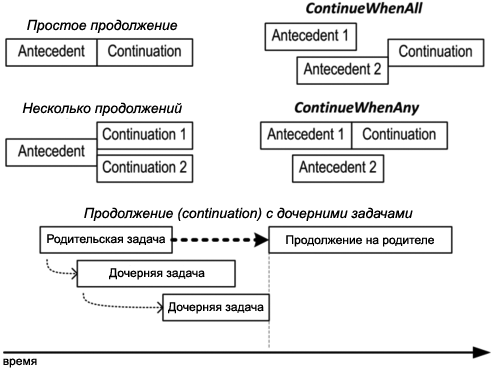 Простое продолжение
Antecedent Continuation
ContinueWhenAll
Antecedent 1
Continuation
Antecedent 2
Несколько продолжений
Continuation 1
Antecedent
Continuation 2
ContinueWhenAny
Antecedent 1 Continuation
Antecedent 2
Продолжение (continuation) с дочерними задачами
Родительская задача Продолжение на родителе
Дочерняя задача
Дочерняя задача
время